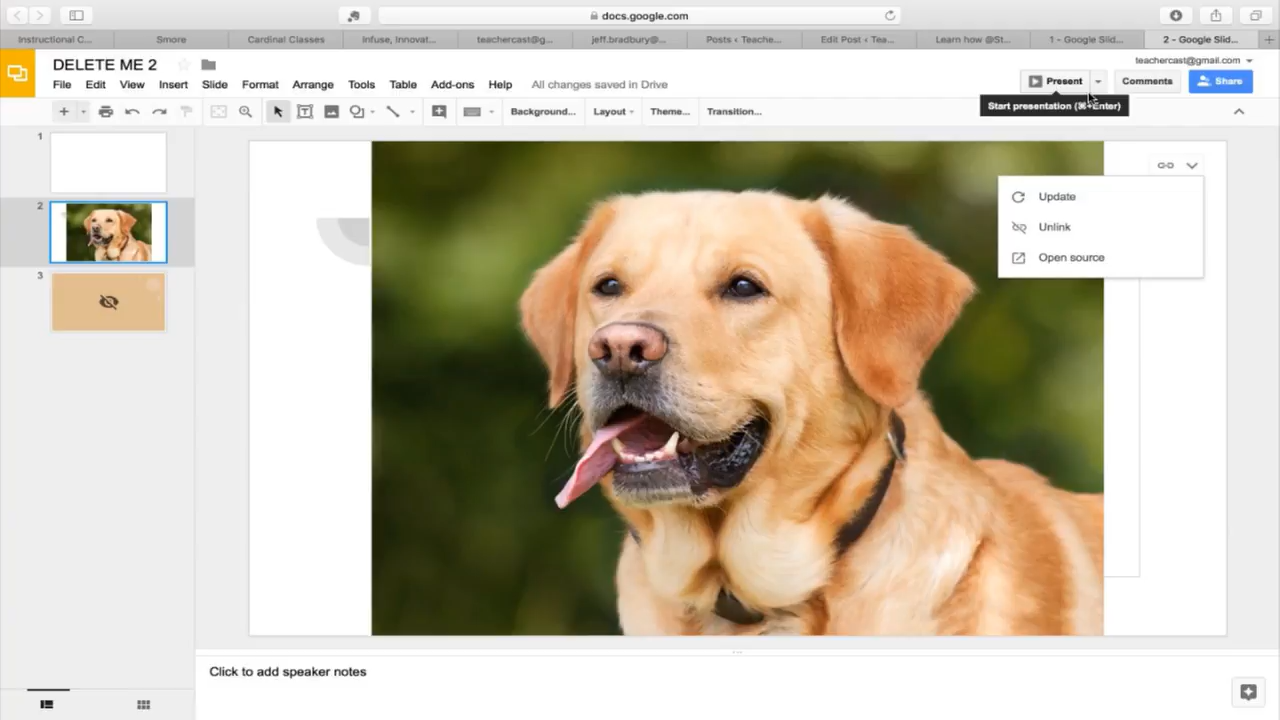 docs.google.com
Instructional C...
Smore
Cardinal Classes
Infuse, Innovat...
teachercast@g...
jeff.bradbury@...
Posts ‹ Teache...
Edit Post ‹ Tea...
Learn how @St...
1 - Google Slid...
2 - Google Slid...
DELETE ME 2
teachercast@gmail.com
File Edit View Insert Slide Format Arrange Tools Table Add-ons Help All changes saved in Drive
Present
Comments
Share
Start presentation (⌘+Enter)
Background...
Layout
Theme...
Transition...
1
2
3
Update
Unlink
Open source
Click to add speaker notes